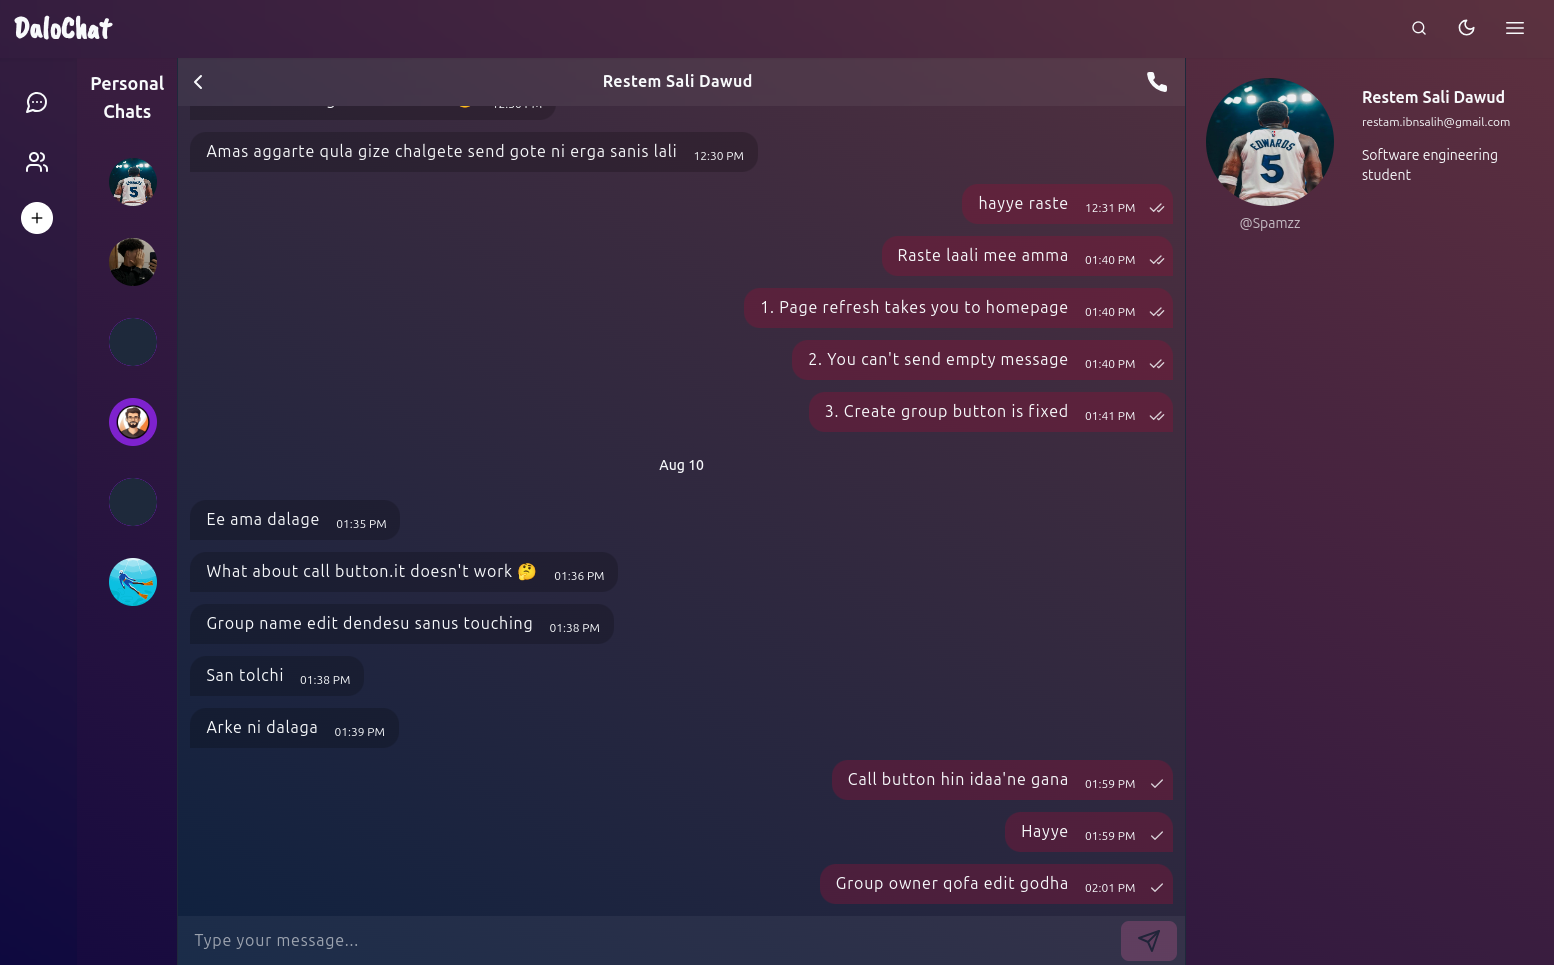 DaloChat
Personal
Chats
Restem Sali Dawud
Amas aggarte qula gize chalgete send gote ni erga sanis lali 12:30 PM
hayye raste 12:31 PM
Raste laali mee amma 01:40 PM
1. Page refresh takes you to homepage 01:40 PM
2. You can't send empty message 01:40 PM
3. Create group button is fixed 01:41 PM
Aug 10
Ee ama dalage 01:35 PM
What about call button.it doesn't work 🤔 01:36 PM
Group name edit dendesu sanus touching 01:38 PM
San tolchi 01:38 PM
Arke ni dalaga 01:39 PM
Call button hin idaa'ne gana 01:59 PM
Hayye 01:59 PM
Group owner qofa edit godha 02:01 PM
Type your message...
EDWARDS
5
@Spamzz
Restem Sali Dawud
restam.ibnsalih@gmail.com
Software engineering
student